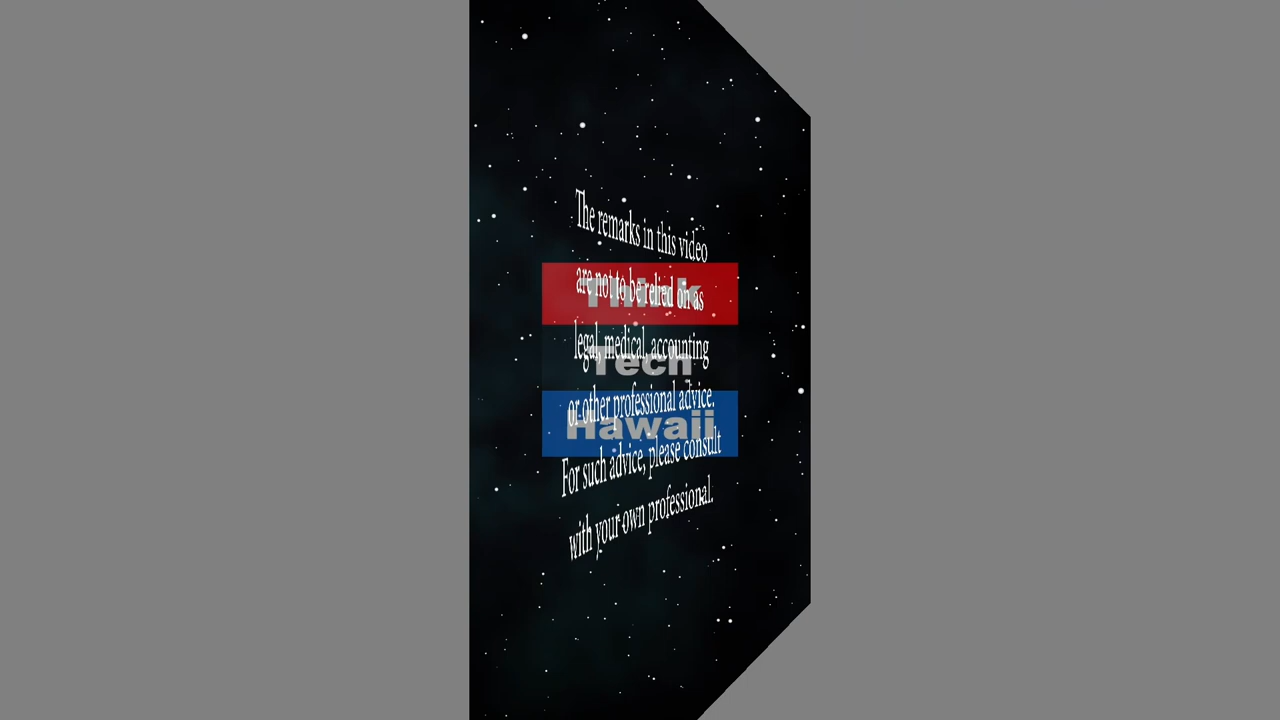 The remarks in this video
are not to be relied on as
Think
legal, medical, accounting
Tech
or other professional advice.
Hawaii
For such advice, please consult
with your own professional.